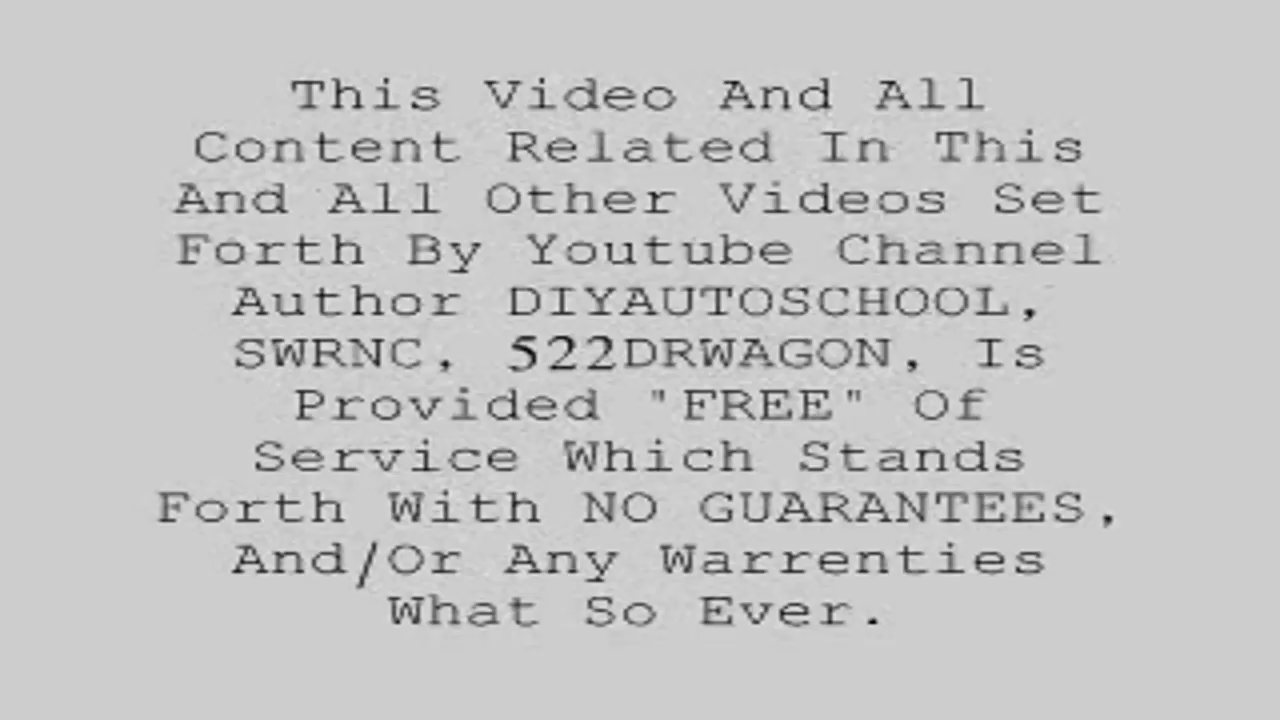 This Video And All
Content Related In This
And All Other Videos Set
Forth By Youtube Channel
Author DIYAUTOSCHOOL,
SWRNC, 522DRWAGON, Is
Provided "FREE" Of
Service Which Stands
Forth With NO GUARANTEES,
And/Or Any Warrenties
What So Ever.